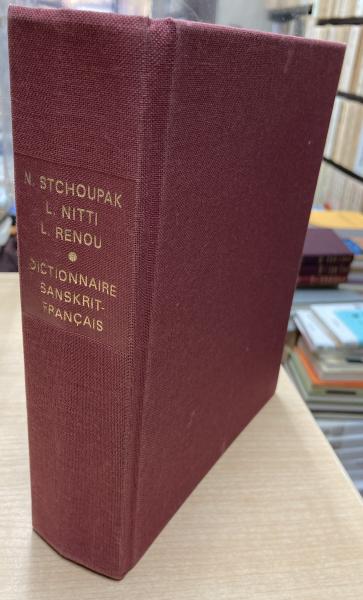 N. STCHOUPAK
L. NITTI
L. RENOU
DICTIONNAIRE
SANSKRIT-
FRANÇAIS